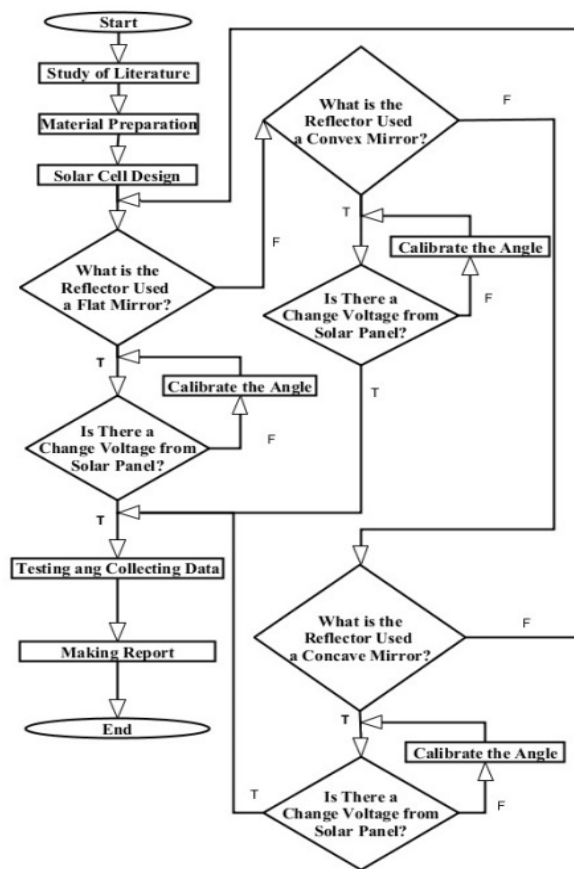 Start
Study of Literature
Material Preparation
Solar Cell Design
What is the
Reflector Used
a Flat Mirror?
F
T
Calibrate the Angle
Is There a
Change Voltage from
Solar Panel?
F
T
Testing ang Collecting Data
Making Report
End
What is the
Reflector Used
a Convex Mirror?
F
T
Calibrate the Angle
Is There a
Change Voltage from
Solar Panel?
F
T
What is the
Reflector Used
a Concave Mirror?
F
T
Calibrate the Angle
Is There a
Change Voltage from
Solar Panel?
F
T